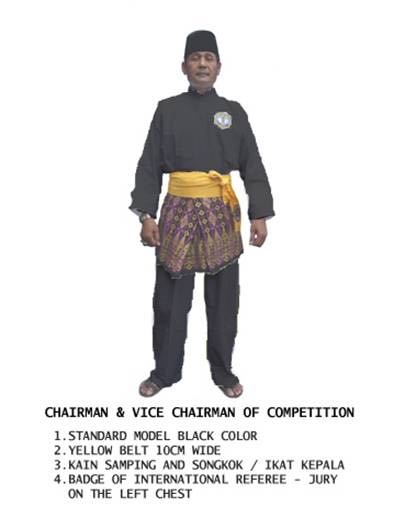 CHAIRMAN & VICE CHAIRMAN OF COMPETITION
1.STANDARD MODEL BLACK COLOR
2.YELLOW BELT 10CM WIDE
3.KAIN SAMPING AND SONGKOK / IKAT KEPALA
4.BADGE OF INTERNATIONAL REFEREE - JURY
ON THE LEFT CHEST